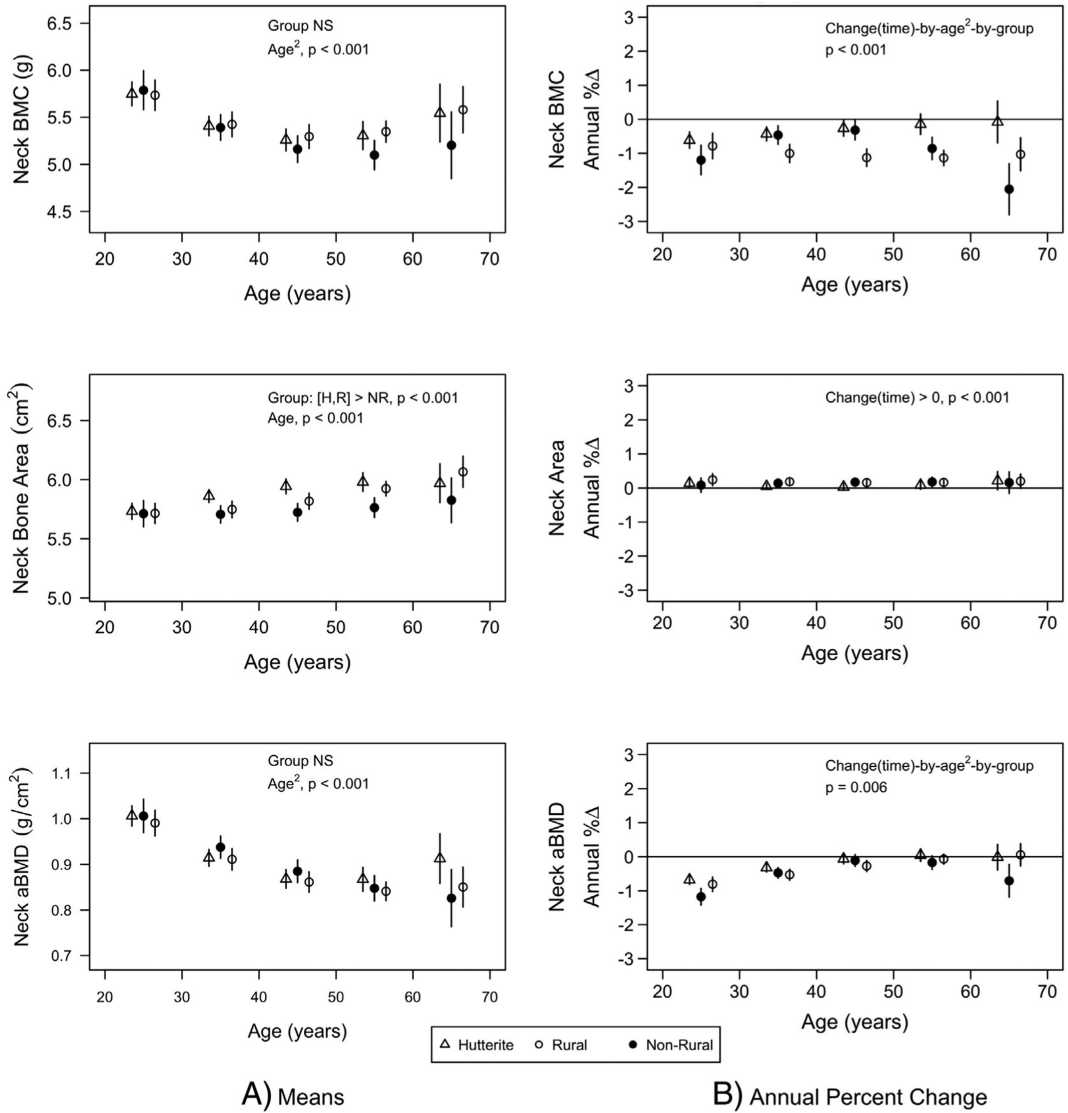 Neck BMC (g)
6.5
6.0
5.5
5.0
4.5
Group NS
Age², p < 0.001
20 30 40 50 60 70
Age (years)
Neck BMC
Annual %Δ
3
2
1
0
-1
-2
-3
Change(time)-by-age²-by-group
p < 0.001
20 30 40 50 60 70
Age (years)
Neck Bone Area (cm²)
6.5
6.0
5.5
5.0
Group: [H,R] > NR, p < 0.001
Age, p < 0.001
20 30 40 50 60 70
Age (years)
Neck Area
Annual %Δ
3
2
1
0
-1
-2
-3
Change(time) > 0, p < 0.001
20 30 40 50 60 70
Age (years)
Neck aBMD (g/cm²)
1.1
1.0
0.9
0.8
0.7
Group NS
Age², p < 0.001
20 30 40 50 60 70
Age (years)
Neck aBMD
Annual %Δ
3
2
1
0
-1
-2
-3
Change(time)-by-age²-by-group
p = 0.006
20 30 40 50 60 70
Age (years)
Hutterite Rural Non-Rural
A) Means
B) Annual Percent Change